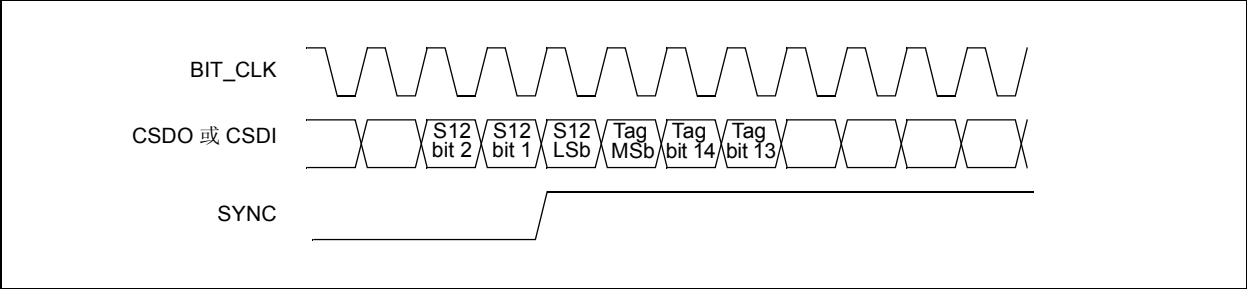 BIT_CLK
CSDO 或 CSDI
S12 bit 2
S12 bit 1
S12 LSb
Tag MSb
Tag bit 14
Tag bit 13
SYNC